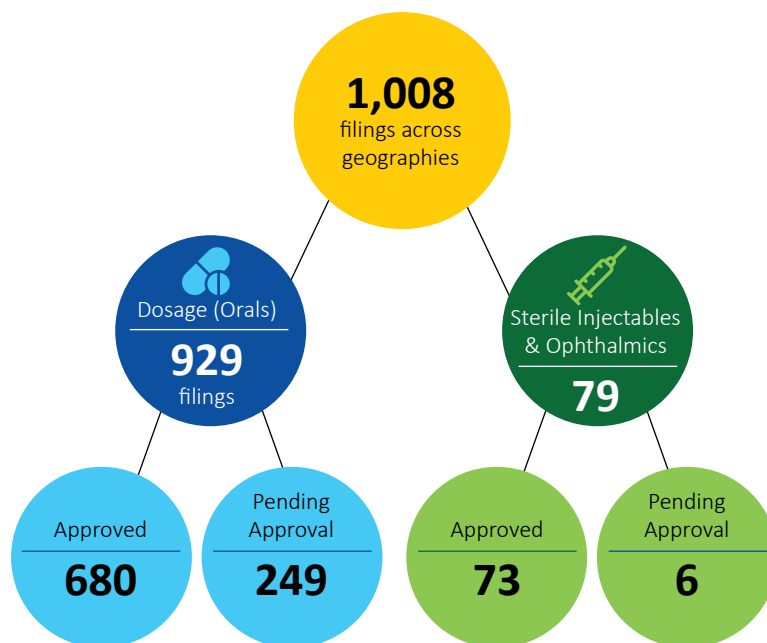 1,008
filings across
geographies
Dosage (Orals)
929
filings
Sterile Injectables
& Ophthalmics
79
Approved
680
Pending
Approval
249
Approved
73
Pending
Approval
6